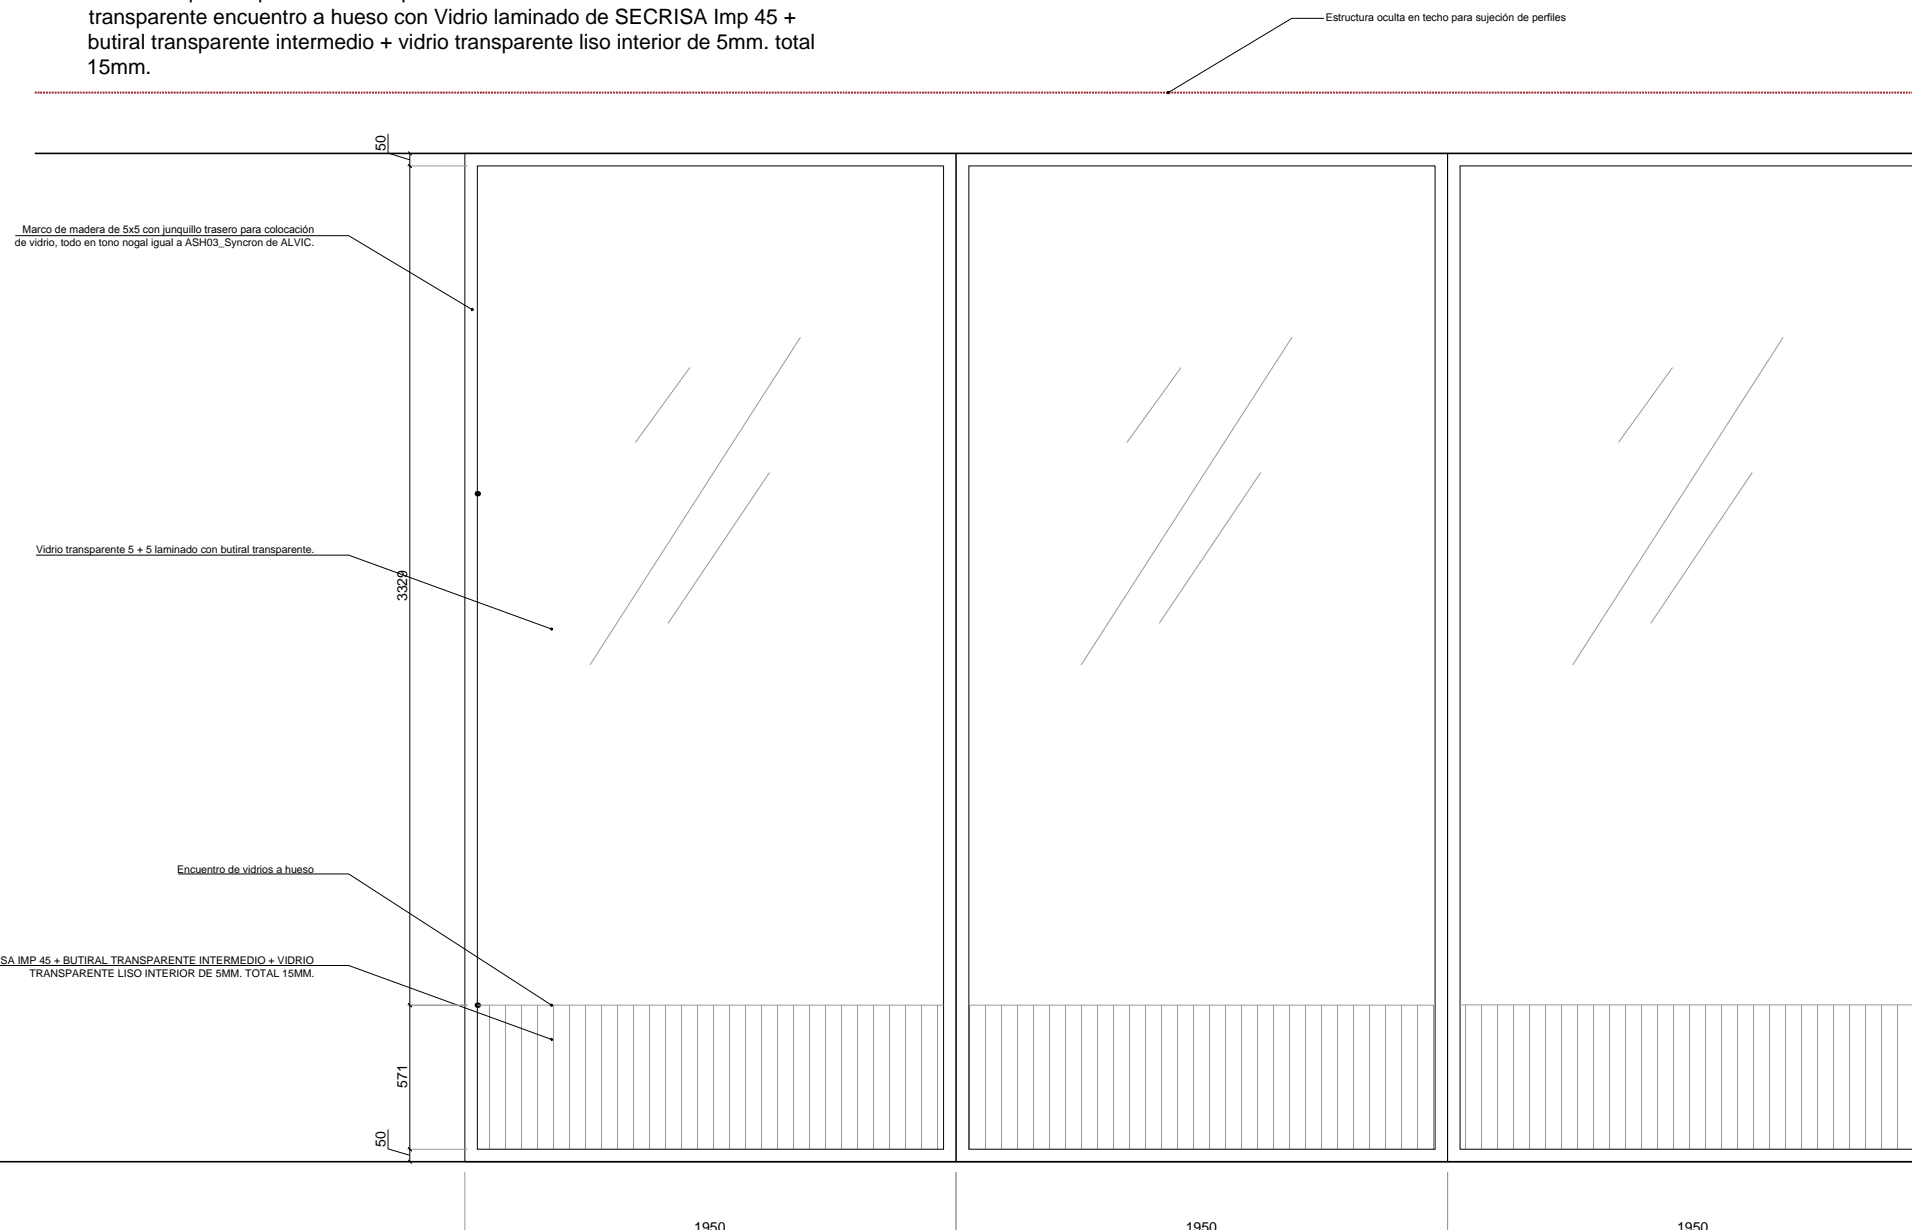 transparente encuentro a hueso con Vidrio laminado de SECRISA Imp 45 +
butiral transparente intermedio + vidrio transparente liso interior de 5mm. total
15mm.
Estructura oculta en techo para sujeción de perfiles
50
Marco de madera de 5x5 con junquillo trasero para colocación
de vidrio, todo en tono nogal igual a ASH03_Syncron de ALVIC.
Vidrio transparente 5 + 5 laminado con butiral transparente.
3329
Encuentro de vidrios a hueso
SA IMP 45 + BUTIRAL TRANSPARENTE INTERMEDIO + VIDRIO
TRANSPARENTE LISO INTERIOR DE 5MM. TOTAL 15MM.
571
50
1950
1950
1950